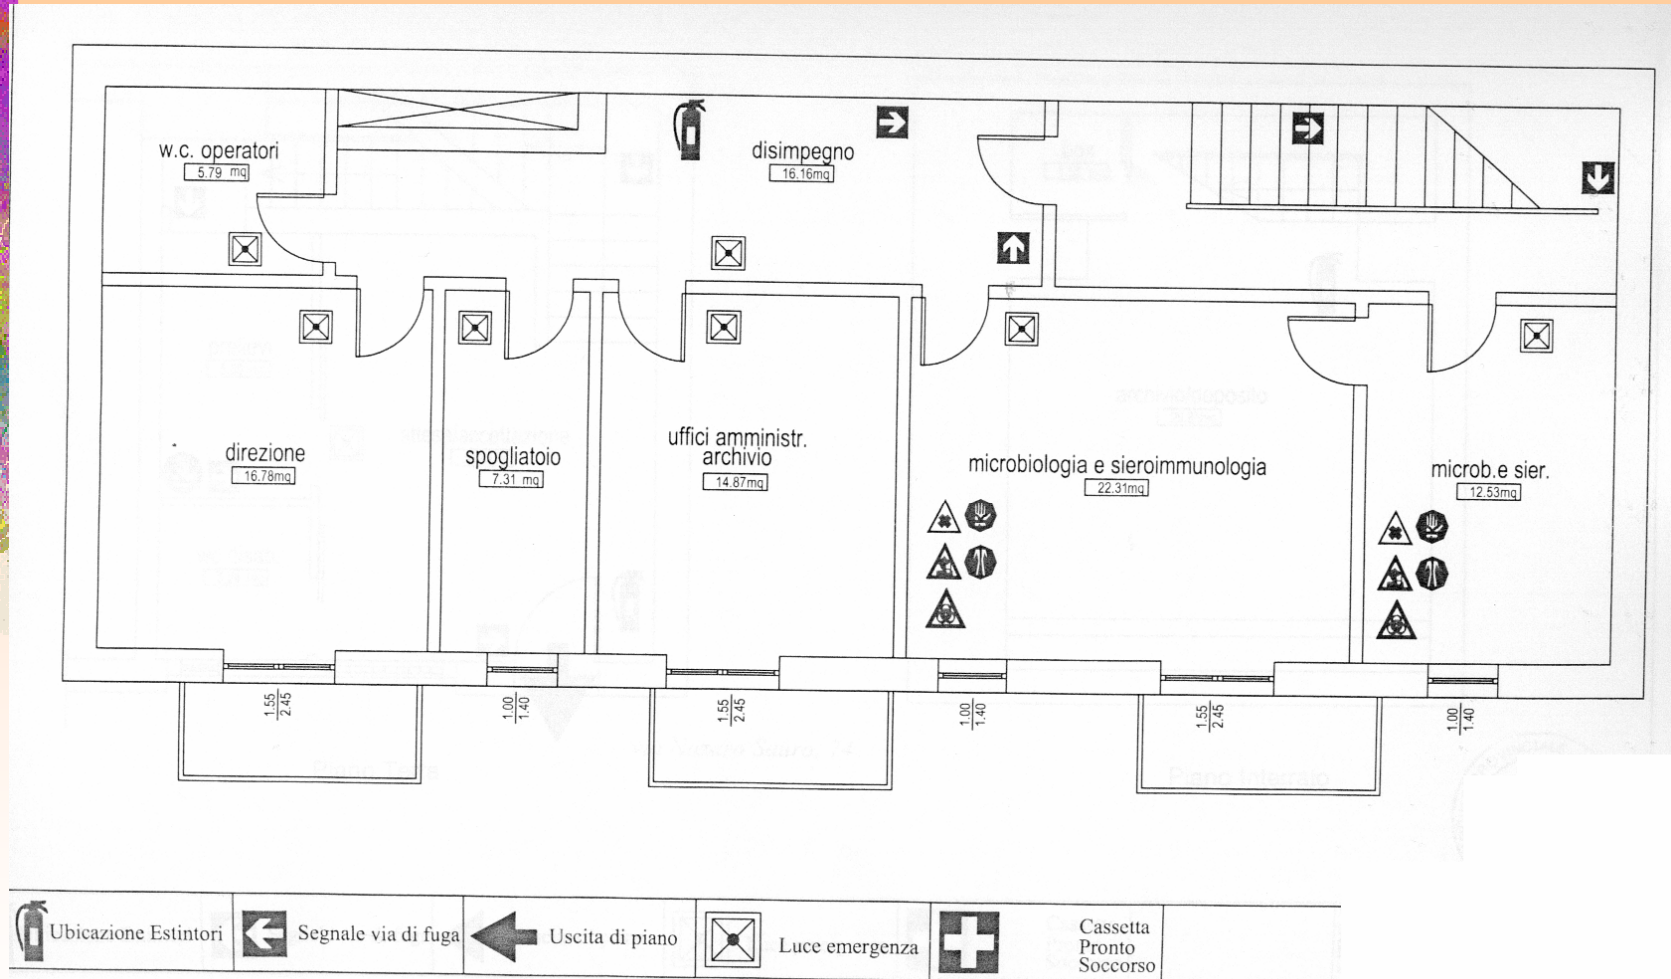 w.c. operatori
5.79 mq
disimpegno
16.16mq
direzione
16.78mq
spogliatoio
7.31 mq
uffici amministr.
archivio
14.87mq
microbiologia e sieroimmunologia
22.31mq
microb.e sier.
12.53mq
1.55
2.45
1.00
1.40
1.55
2.45
1.00
1.40
1.55
2.45
1.00
1.40
Piano Interrato
Ubicazione Estintori
Segnale via di fuga
Uscita di piano
Luce emergenza
Cassetta
Pronto
Soccorso